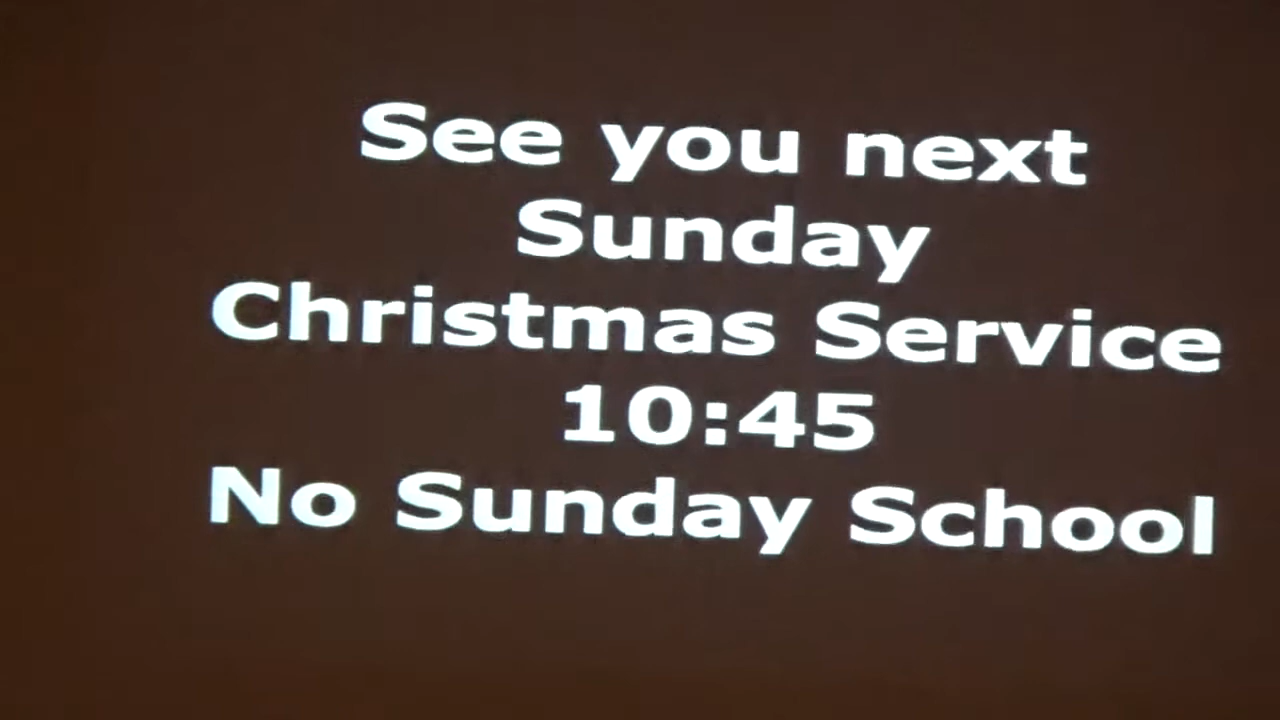 See you next
Sunday
Christmas Service
10:45
No Sunday School